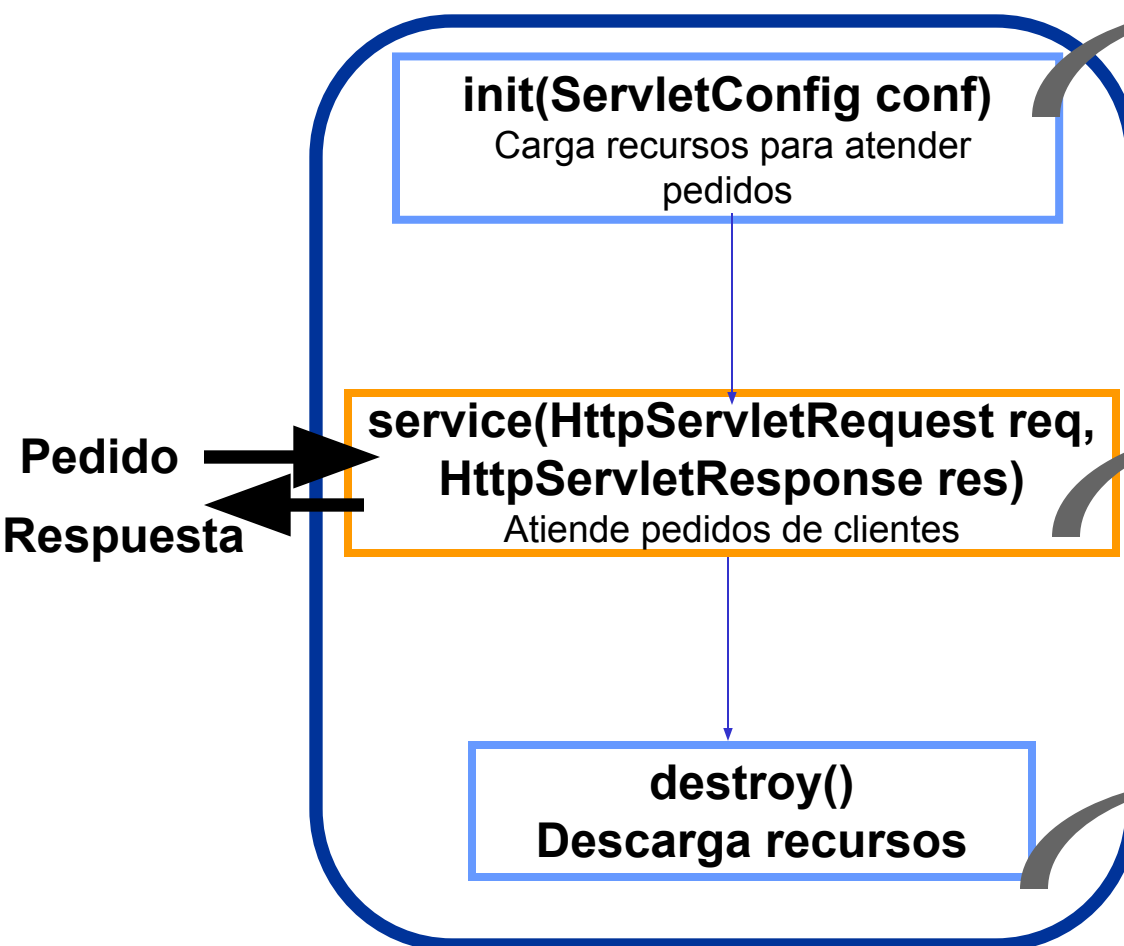 init(ServletConfig conf)
Carga recursos para atender
pedidos
service(HttpServletRequest req,
HttpServletResponse res)
Atiende pedidos de clientes
Pedido
Respuesta
destroy()
Descarga recursos